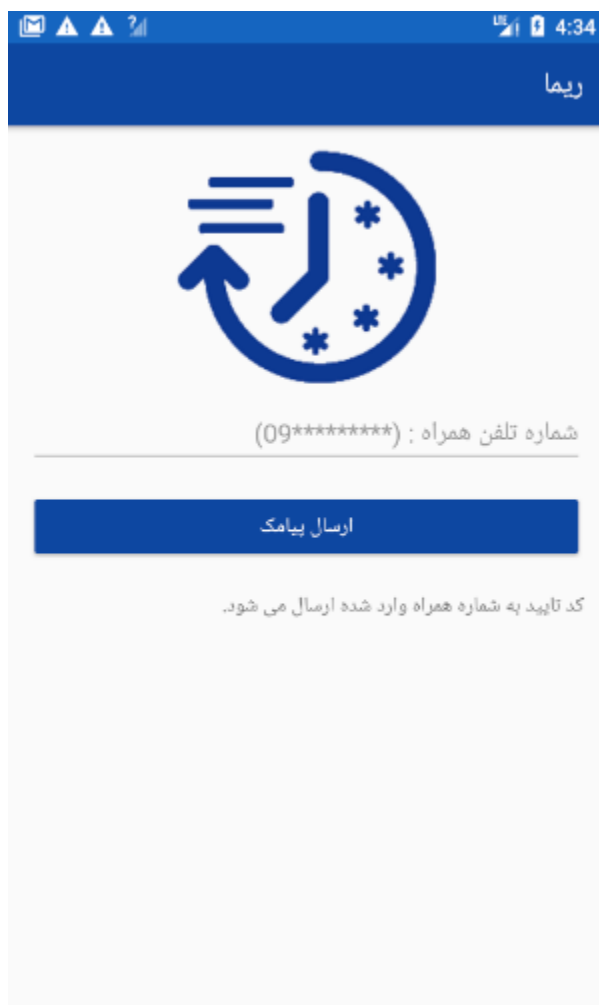 4:34
ریما
شماره تلفن همراه : (09*********)
ارسال پیامک
کد تایید به شماره همراه وارد شده ارسال می شود.